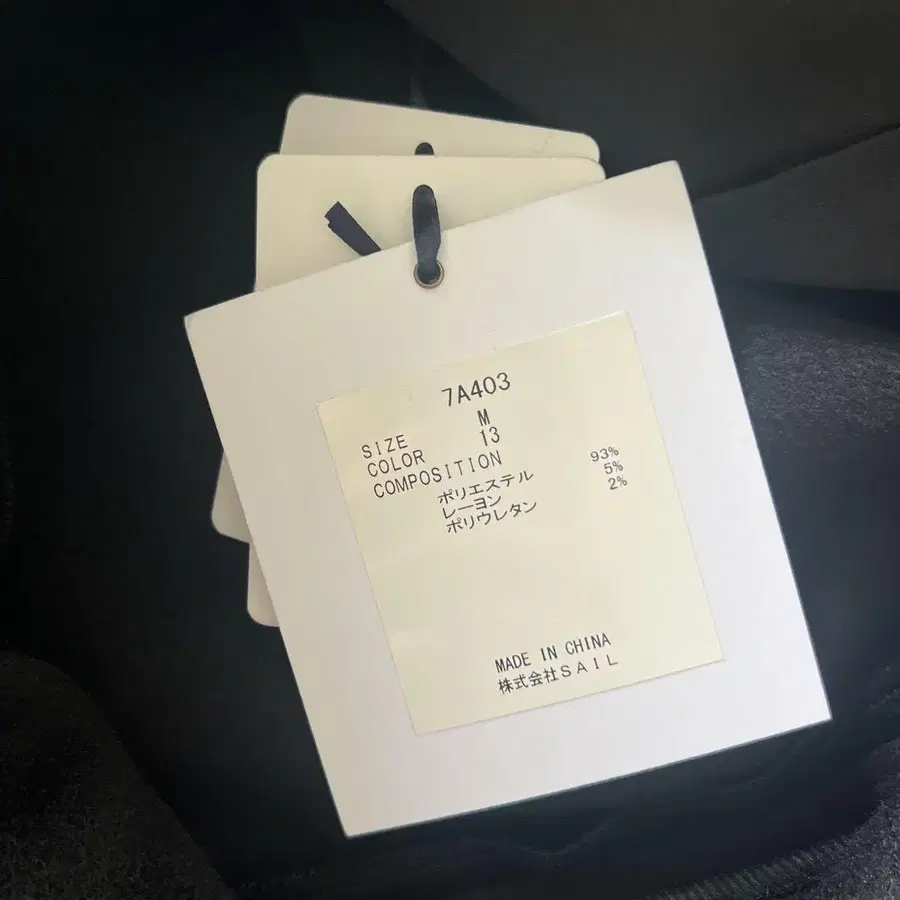 7A403
SIZE M
COLOR 13
COMPOSITION
ポリエステル 93%
レーヨン 5%
ポリウレタン 2%
MADE IN CHINA
株式会社SAIL